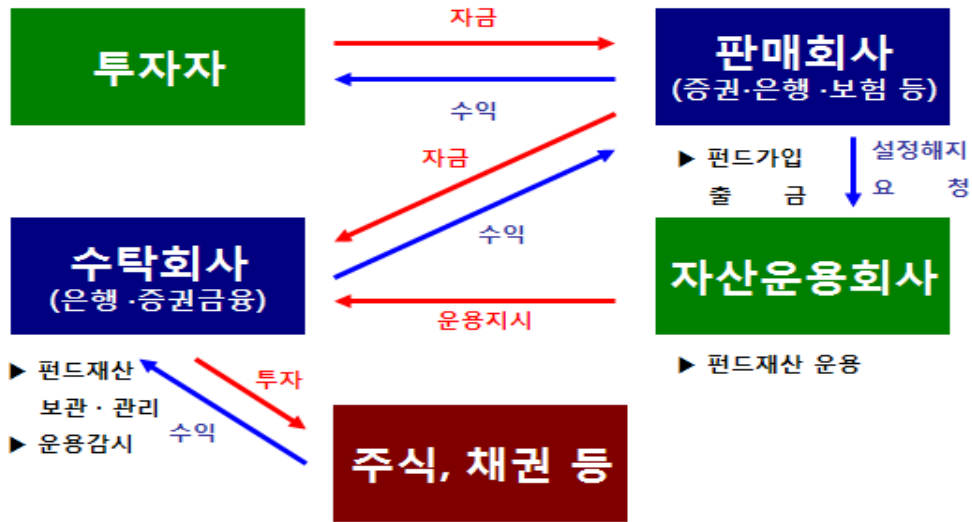 자금
투자자
판매회사
(증권·은행 ·보험 등)
수익
자금
▶ 펀드가입
출 금
설정해지
요 청
수익
수탁회사
(은행 ·증권금융)
자산운용회사
운용지시
▶ 펀드재산
보관 · 관리
▶ 운용감시
투자
수익
▶ 펀드재산 운용
주식, 채권 등